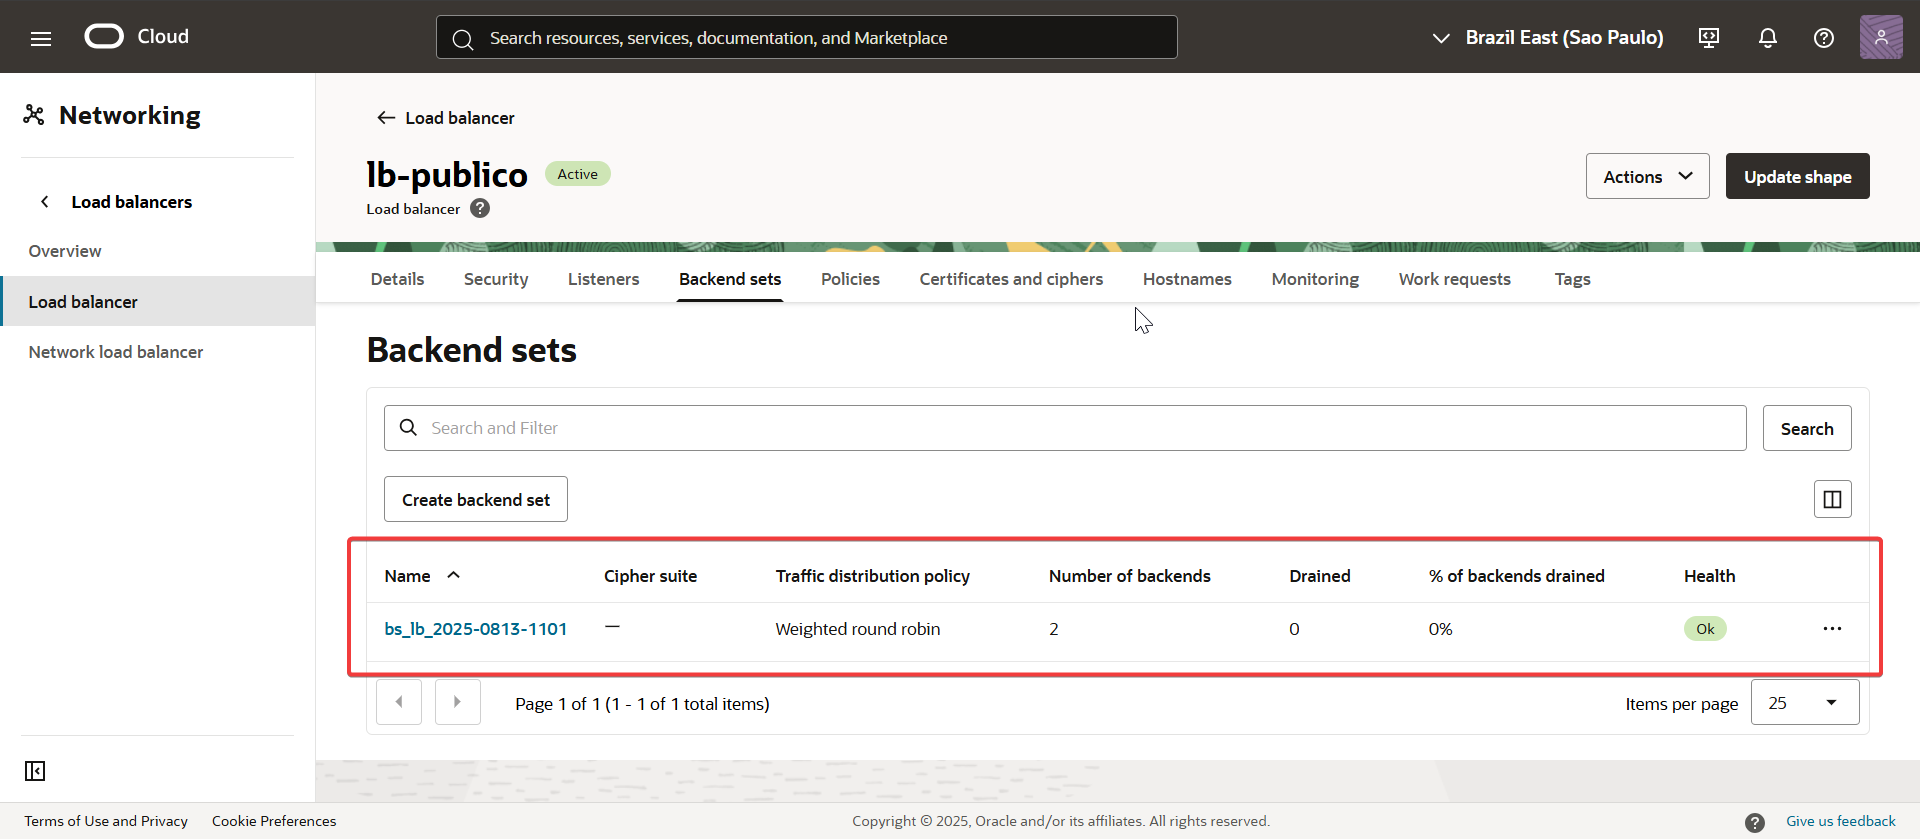 Cloud
Search resources, services, documentation, and Marketplace
Brazil East (Sao Paulo)
Networking
Load balancers
Overview
Load balancer
Network load balancer
Load balancer
lb-publico Active
Load balancer
Actions
Update shape
Details Security Listeners Backend sets Policies Certificates and ciphers Hostnames Monitoring Work requests Tags
Backend sets
Search and Filter
Search
Create backend set
Name Cipher suite Traffic distribution policy Number of backends Drained % of backends drained Health
bs_lb_2025-0813-1101 — Weighted round robin 2 0 0% Ok
Page 1 of 1 (1 - 1 of 1 total items)
Items per page 25
Terms of Use and Privacy Cookie Preferences
Copyright © 2025, Oracle and/or its affiliates. All rights reserved.
Give us feedback